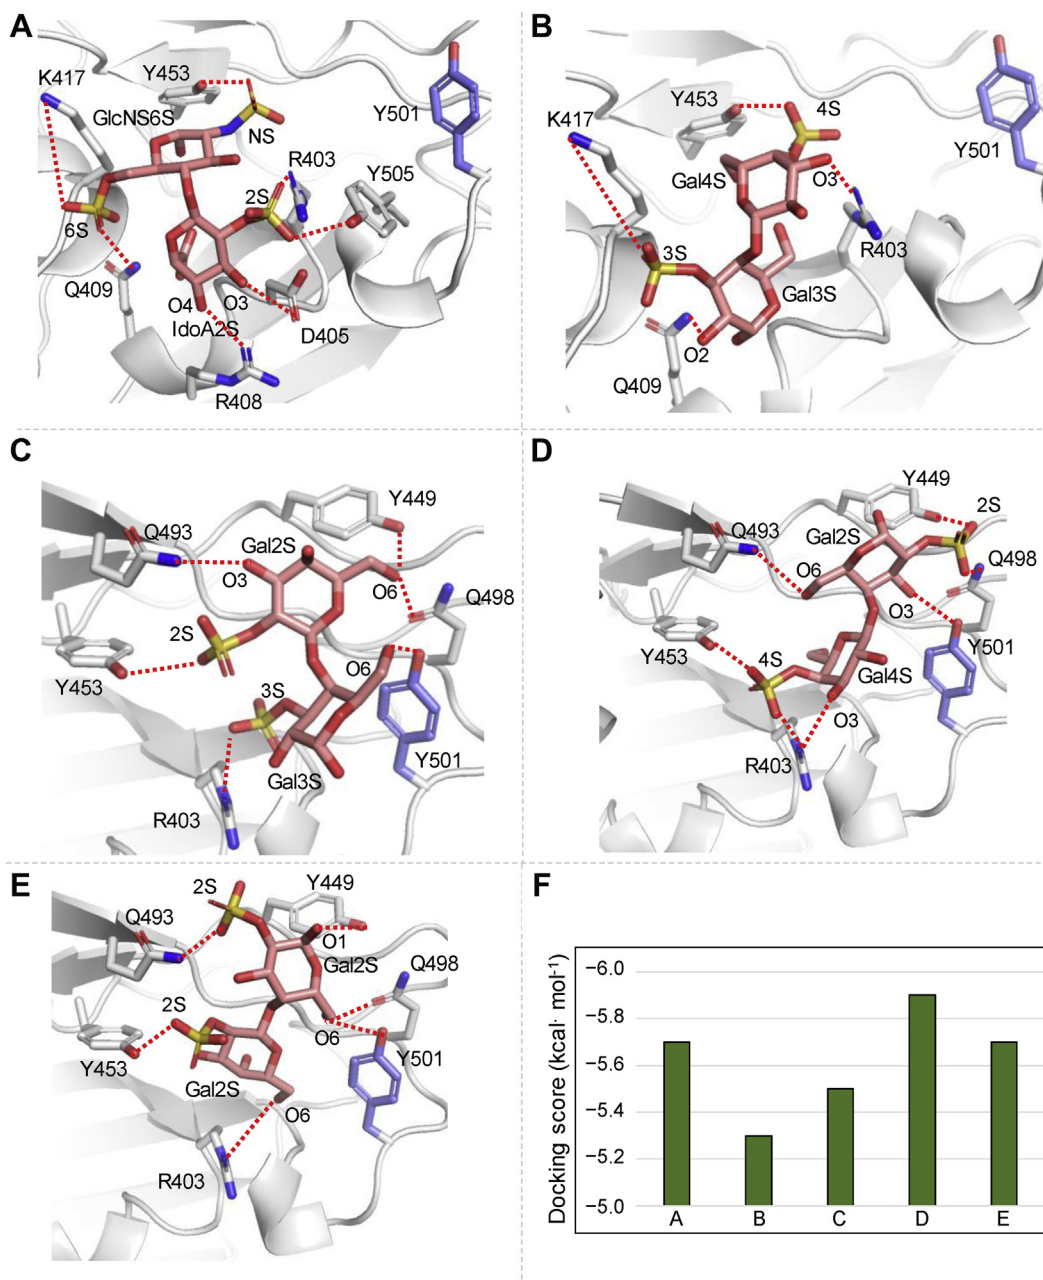 A
K417
Y453
GlcNS6S
NS
Y501
R403
Y505
2S
6S
Q409
O4
O3
IdoA2S
D405
R408
B
Y453
4S
K417
Y501
Gal4S
O3
R403
3S
Gal3S
O2
Q409
C
Y449
Q493
Gal2S
O3
O6
Q498
2S
Y453
O6
3S
Y501
Gal3S
R403
D
Y449
2S
Q493
Gal2S
Q498
O6
O3
Y501
Y453
4S
Gal4S
O3
R403
E
2S
Y449
Q493
O1
Gal2S
Q498
2S
O6
Y501
Y453
Gal2S
O6
R403
F
Docking score (kcal· mol⁻¹)
−6.0
−5.8
−5.6
−5.4
−5.2
−5.0
A B C D E